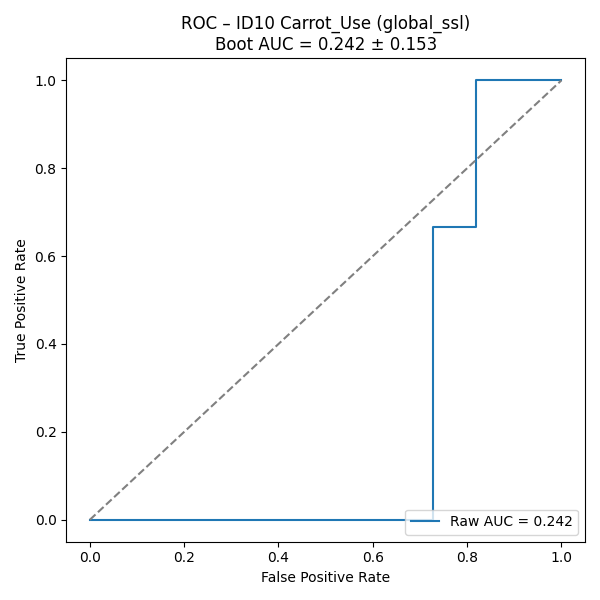 ROC – ID10 Carrot_Use (global_ssl)
Boot AUC = 0.242 ± 0.153
True Positive Rate
1.0
0.8
0.6
0.4
0.2
0.0
Raw AUC = 0.242
0.0 0.2 0.4 0.6 0.8 1.0
False Positive Rate